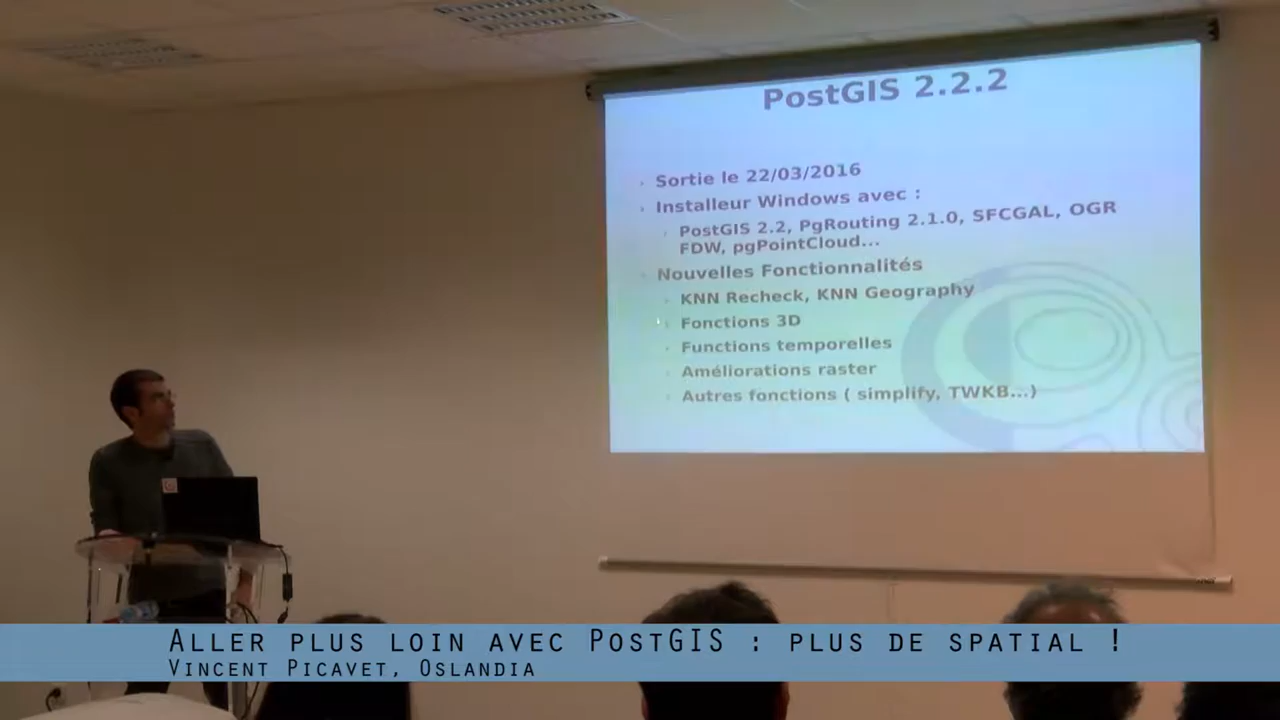 PostGIS 2.2.2
Sortie le 22/03/2016
Installeur Windows avec :
PostGIS 2.2, PgRouting 2.1.0, SFCGAL, OGR
FDW, pgPointCloud...
Nouvelles Fonctionnalités
KNN Recheck, KNN Geography
Fonctions 3D
Functions temporelles
Améliorations raster
Autres fonctions ( simplify, TWKB...)
Aller plus loin avec PostGIS : plus de spatial !
Vincent Picavet, Oslandia